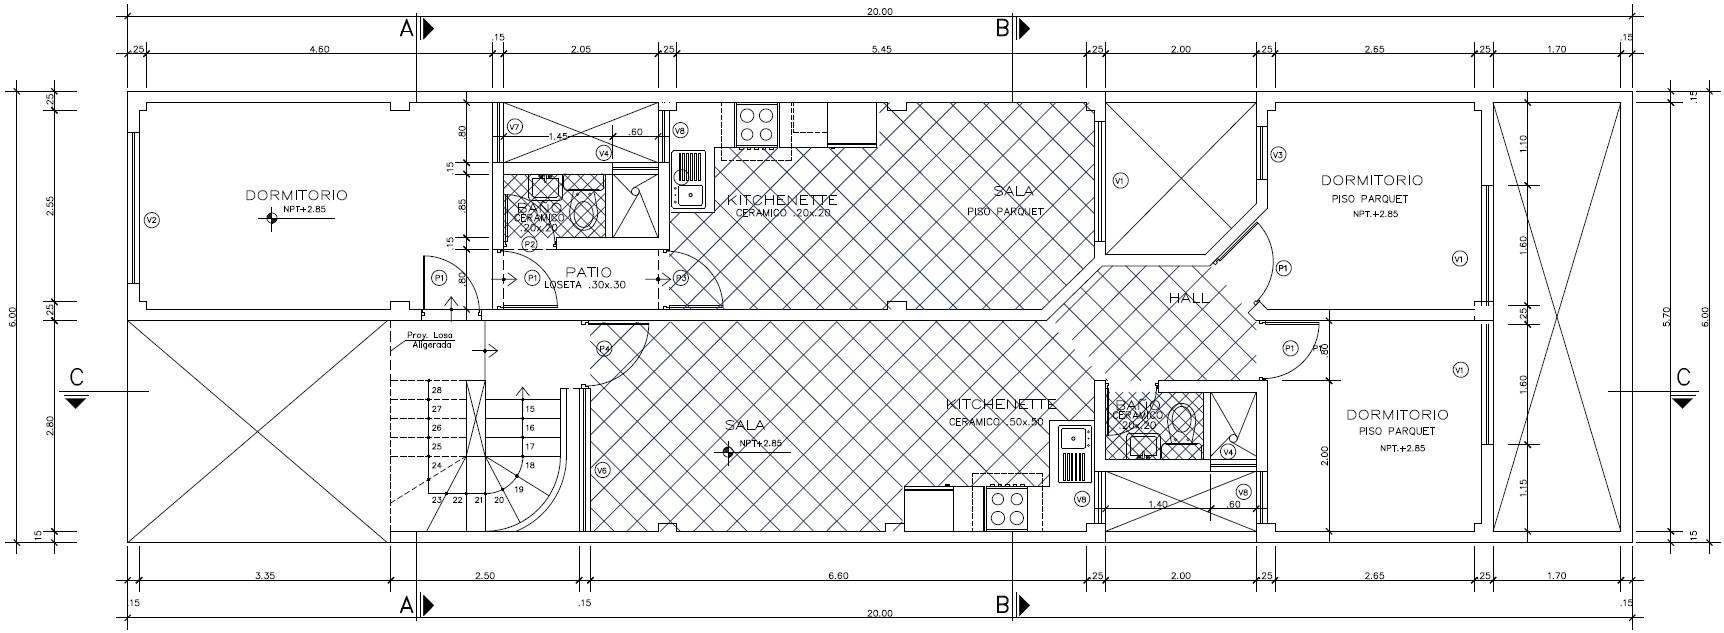 20.00
A
B
.15
.15
.25
4.60
2.05
.25
5.45
.25
2.00
.25
2.65
.25
1.70
.25
.15
V7
1.45
.60
V8
.80
1.10
V4
V3
.15
DORMITORIO
NPT+2.85
KITCHENETTE
CERAMICO .20x.20
SALA
PISO PARQUET
V1
DORMITORIO
PISO PARQUET
NPT.+2.85
2.55
V2
.85
BAÑO
CERAMICO
.20x.20
P2
.15
1.60
V1
PATIO
LOSETA .30x.30
P1
P1
P3
P1
.80
HALL
.25
.25
6.00
5.70
6.00
Proy. Losa
Aligerada
P4
P1
P1
.80
C
C
V1
1.60
28
27
26
25
24
23
22
21
20
19
18
17
16
15
KITCHENETTE
CERAMICO .50x.50
BAÑO
CERAMICO
.20x.20
DORMITORIO
PISO PARQUET
NPT.+2.85
SALA
NPT+2.85
2.80
V6
V4
2.00
V8
V8
1.40
.60
1.15
.15
.15
3.35
2.50
6.60
.25
2.00
.25
2.65
.25
1.70
.15
A
.15
B
.15
20.00